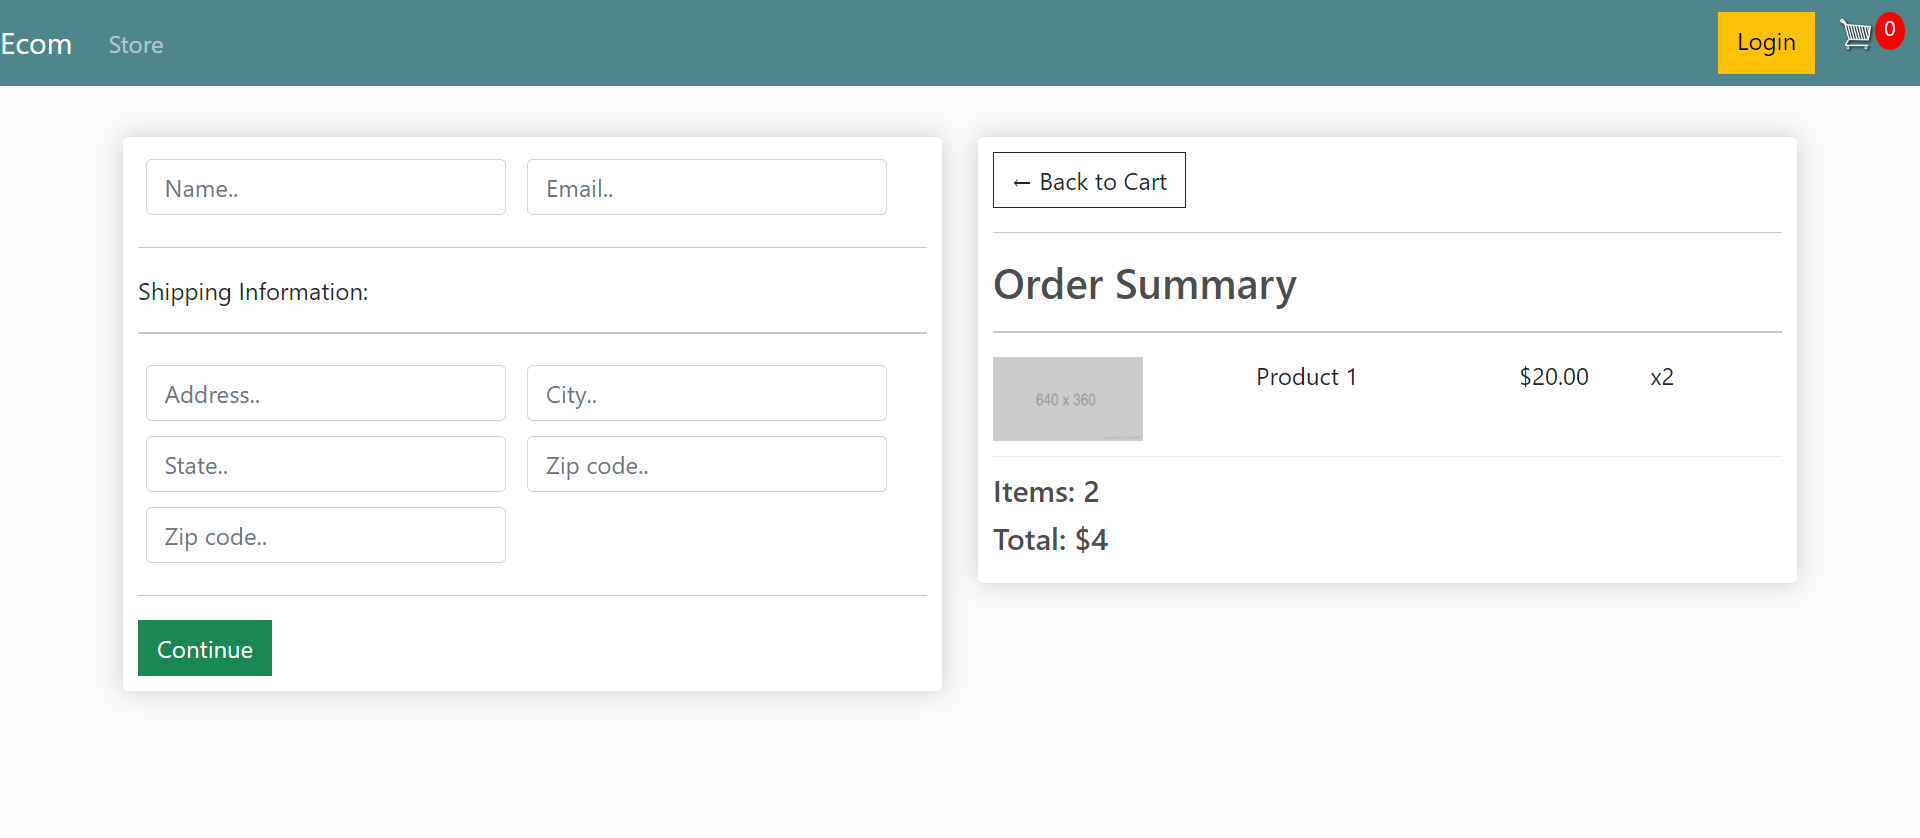 Ecom Store Login 0
Name.. Email..
Shipping Information:
Address.. City..
State.. Zip code..
Zip code..
Continue
← Back to Cart
Order Summary
640 x 360 Product 1 $20.00 x2
Items: 2
Total: $4